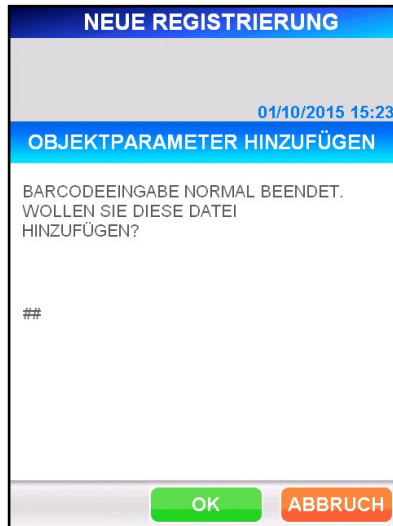 NEUE REGISTRIERUNG
01/10/2015 15:23
OBJEKTPARAMETER HINZUFÜGEN
BARCODEEINGABE NORMAL BEENDET.
WOLLEN SIE DIESE DATEI
HINZUFÜGEN?
##
OK
ABBRUCH